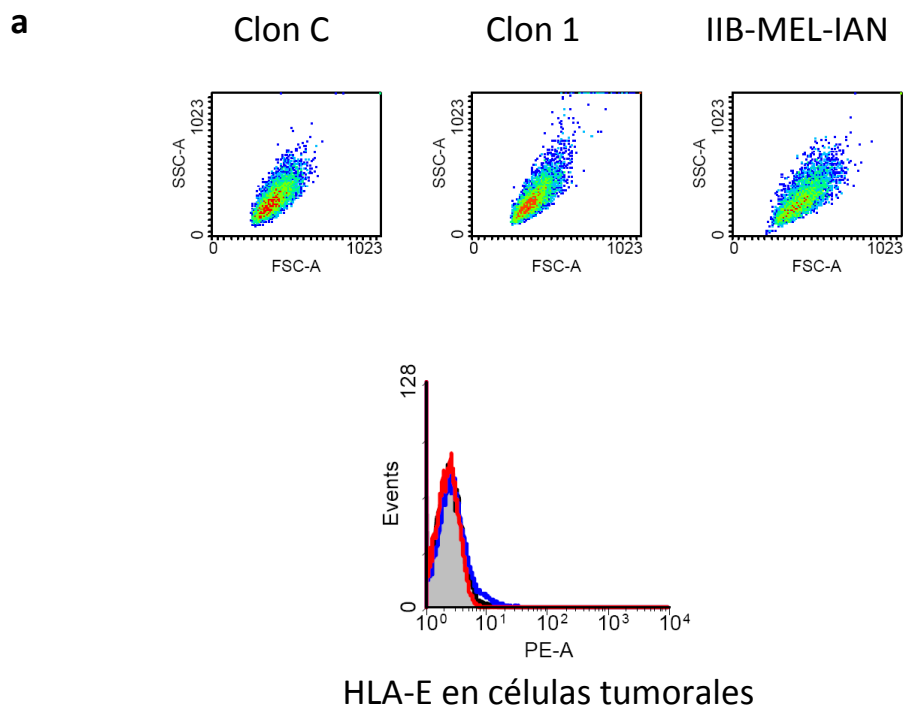 a
Clon C
Clon 1
IIB-MEL-IAN
1023
SSC-A
0
0
1023
FSC-A
1023
SSC-A
0
0
1023
FSC-A
1023
SSC-A
0
0
1023
FSC-A
128
Events
0
10⁰
10¹
10²
10³
10⁴
PE-A
HLA-E en células tumorales